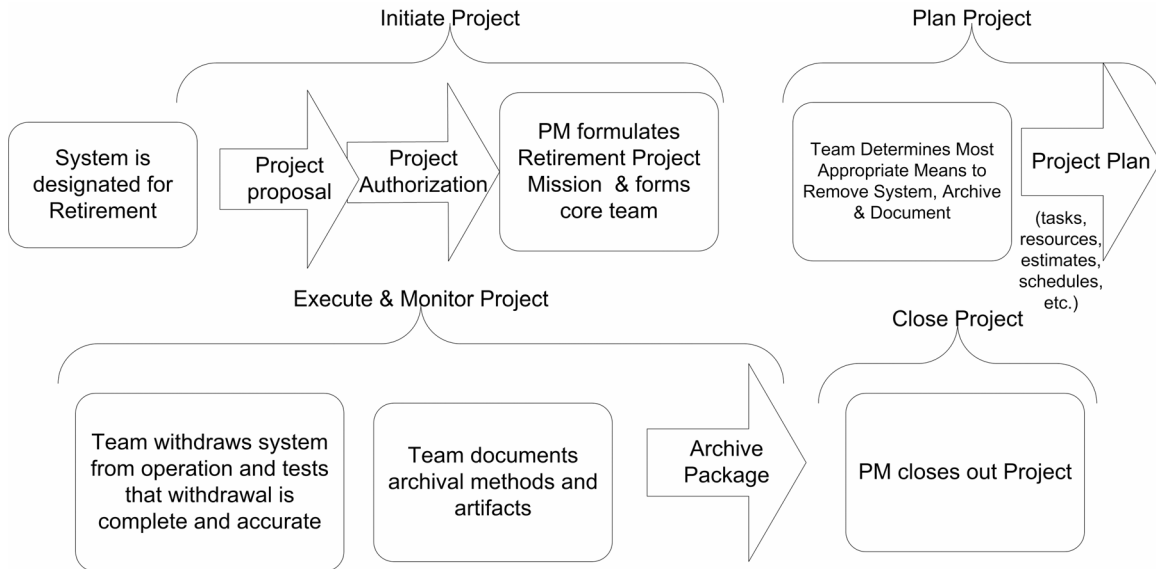 Initiate Project
System is
designated for
Retirement
Project
proposal
Project
Authorization
PM formulates
Retirement Project
Mission & forms
core team
Plan Project
Team Determines Most
Appropriate Means to
Remove System, Archive
& Document
Project Plan
(tasks,
resources,
estimates,
schedules,
etc.)
Execute & Monitor Project
Team withdraws system
from operation and tests
that withdrawal is
complete and accurate
Team documents
archival methods and
artifacts
Archive
Package
Close Project
PM closes out Project